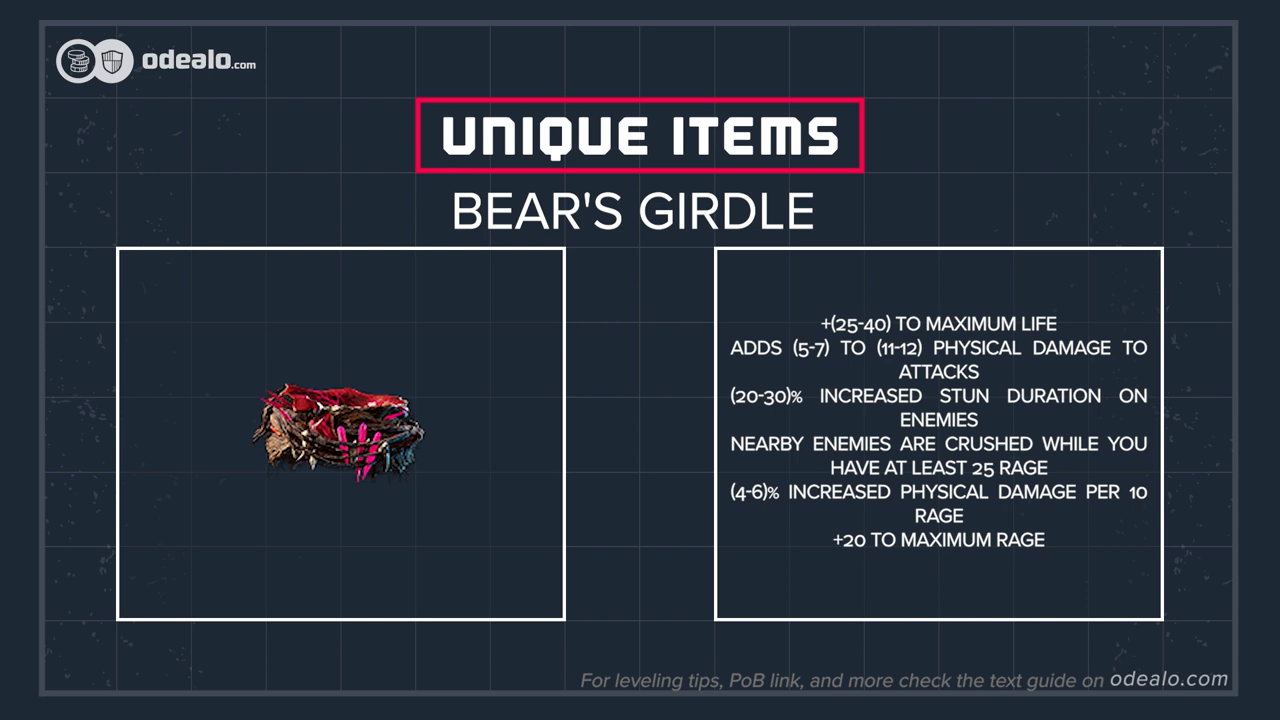 odealo.com
UNIQUE ITEMS
BEAR'S GIRDLE
+(25-40) TO MAXIMUM LIFE
ADDS (5-7) TO (11-12) PHYSICAL DAMAGE TO
ATTACKS
(20-30)% INCREASED STUN DURATION ON
ENEMIES
NEARBY ENEMIES ARE CRUSHED WHILE YOU
HAVE AT LEAST 25 RAGE
(4-6)% INCREASED PHYSICAL DAMAGE PER 10
RAGE
+20 TO MAXIMUM RAGE
For leveling tips, PoB link, and more check the text guide on odealo.com